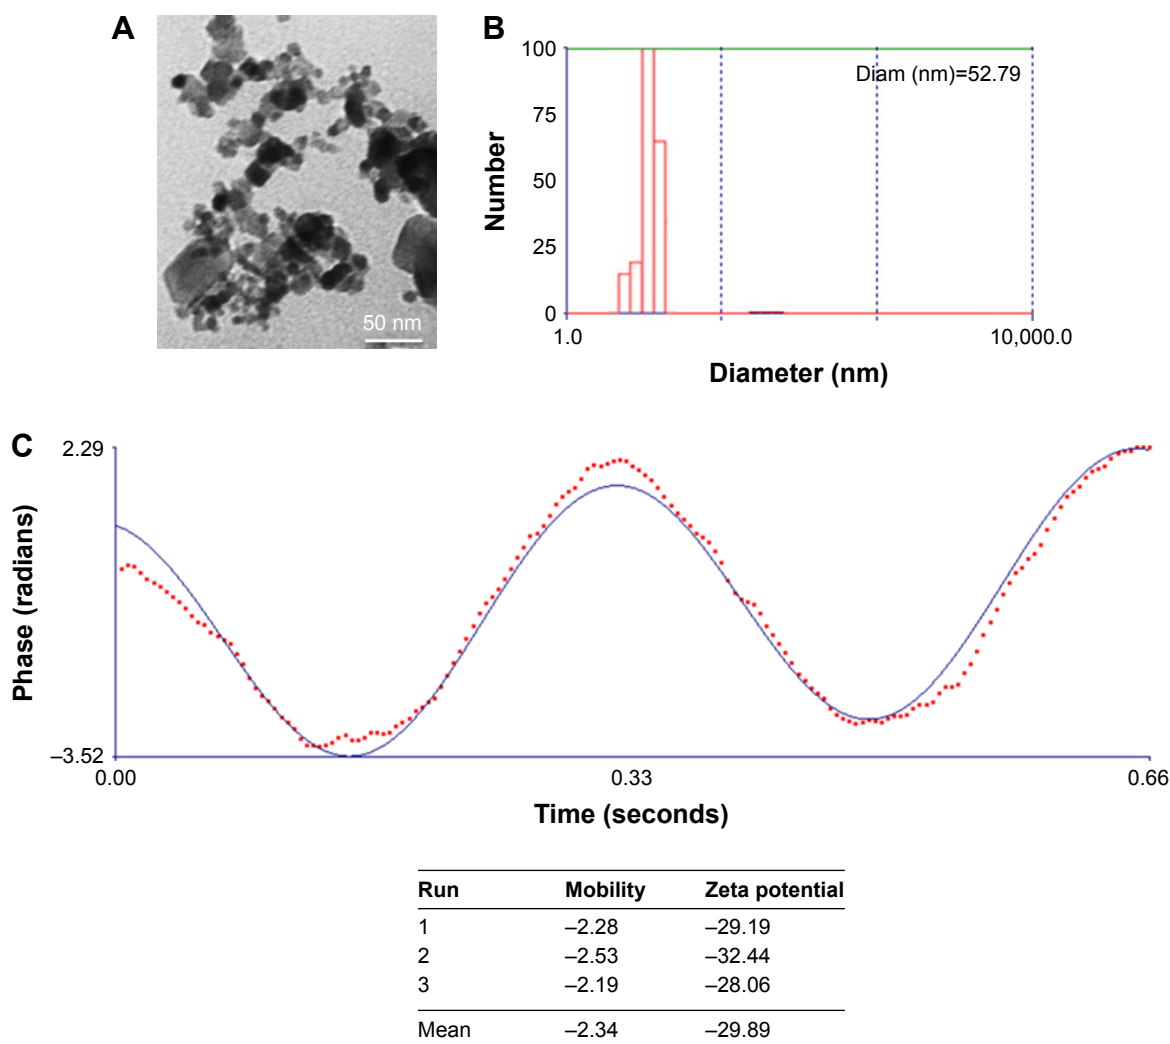 A
50 nm
B
Diam (nm)=52.79
Number
100
75
50
25
0
1.0
10,000.0
Diameter (nm)
C
Phase (radians)
2.29
–3.52
0.00
0.33
0.66
Time (seconds)
Run Mobility Zeta potential
1 –2.28 –29.19
2 –2.53 –32.44
3 –2.19 –28.06
Mean –2.34 –29.89